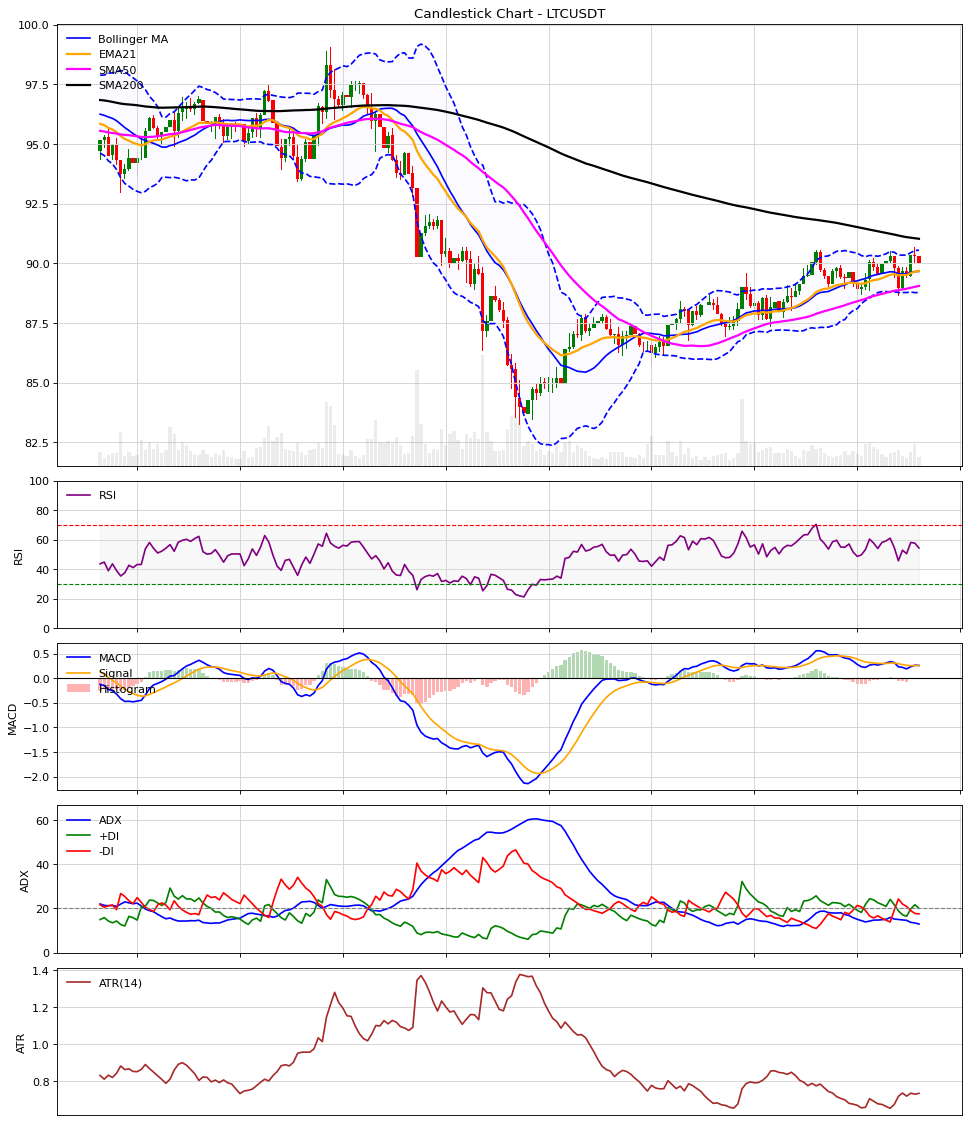 Candlestick Chart - LTCUSDT
100.0
97.5
95.0
92.5
90.0
87.5
85.0
82.5
Bollinger MA
EMA21
SMA50
SMA200
RSI
100
80
60
40
20
0
RSI
MACD
0.5
0.0
−0.5
−1.0
−1.5
−2.0
MACD
Signal
Histogram
ADX
60
40
20
0
ADX
+DI
-DI
ATR
1.4
1.2
1.0
0.8
ATR(14)